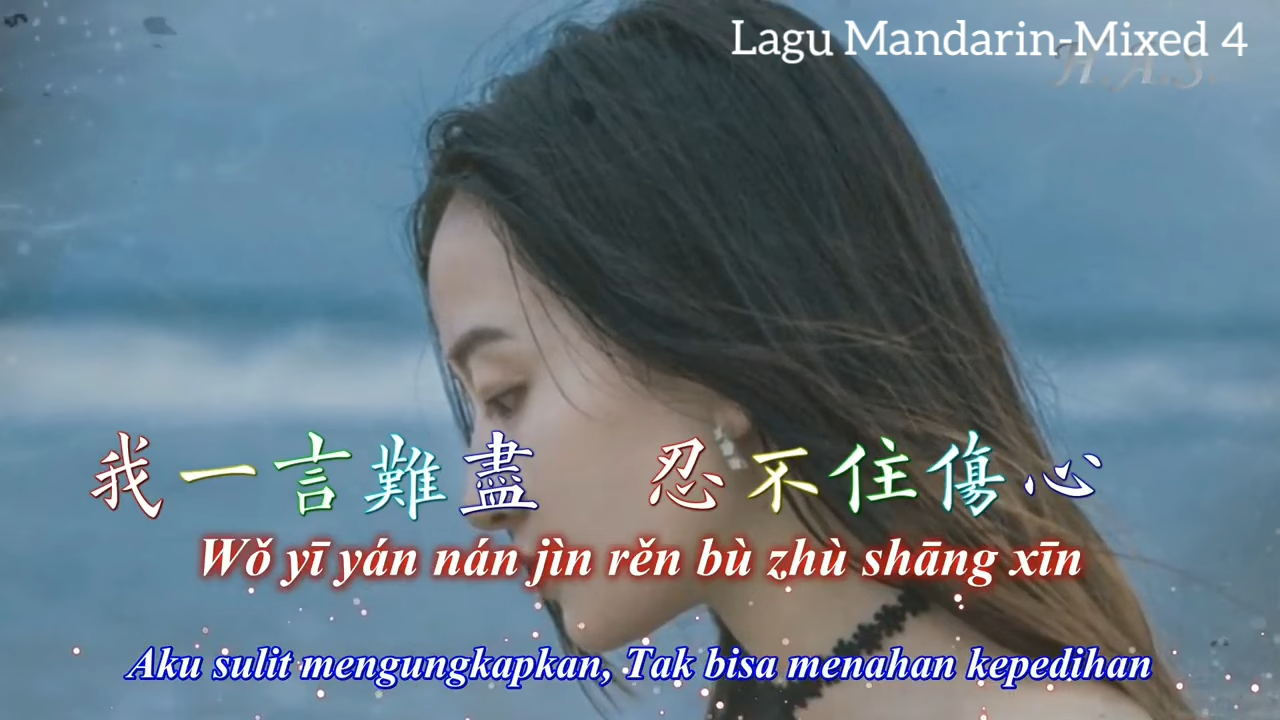 Lagu Mandarin-Mixed 4
H.A.S.
我一言難盡 忍不住傷心
Wǒ yī yán nán jìn rěn bù zhù shāng xīn
Aku sulit mengungkapkan, Tak bisa menahan kepedihan